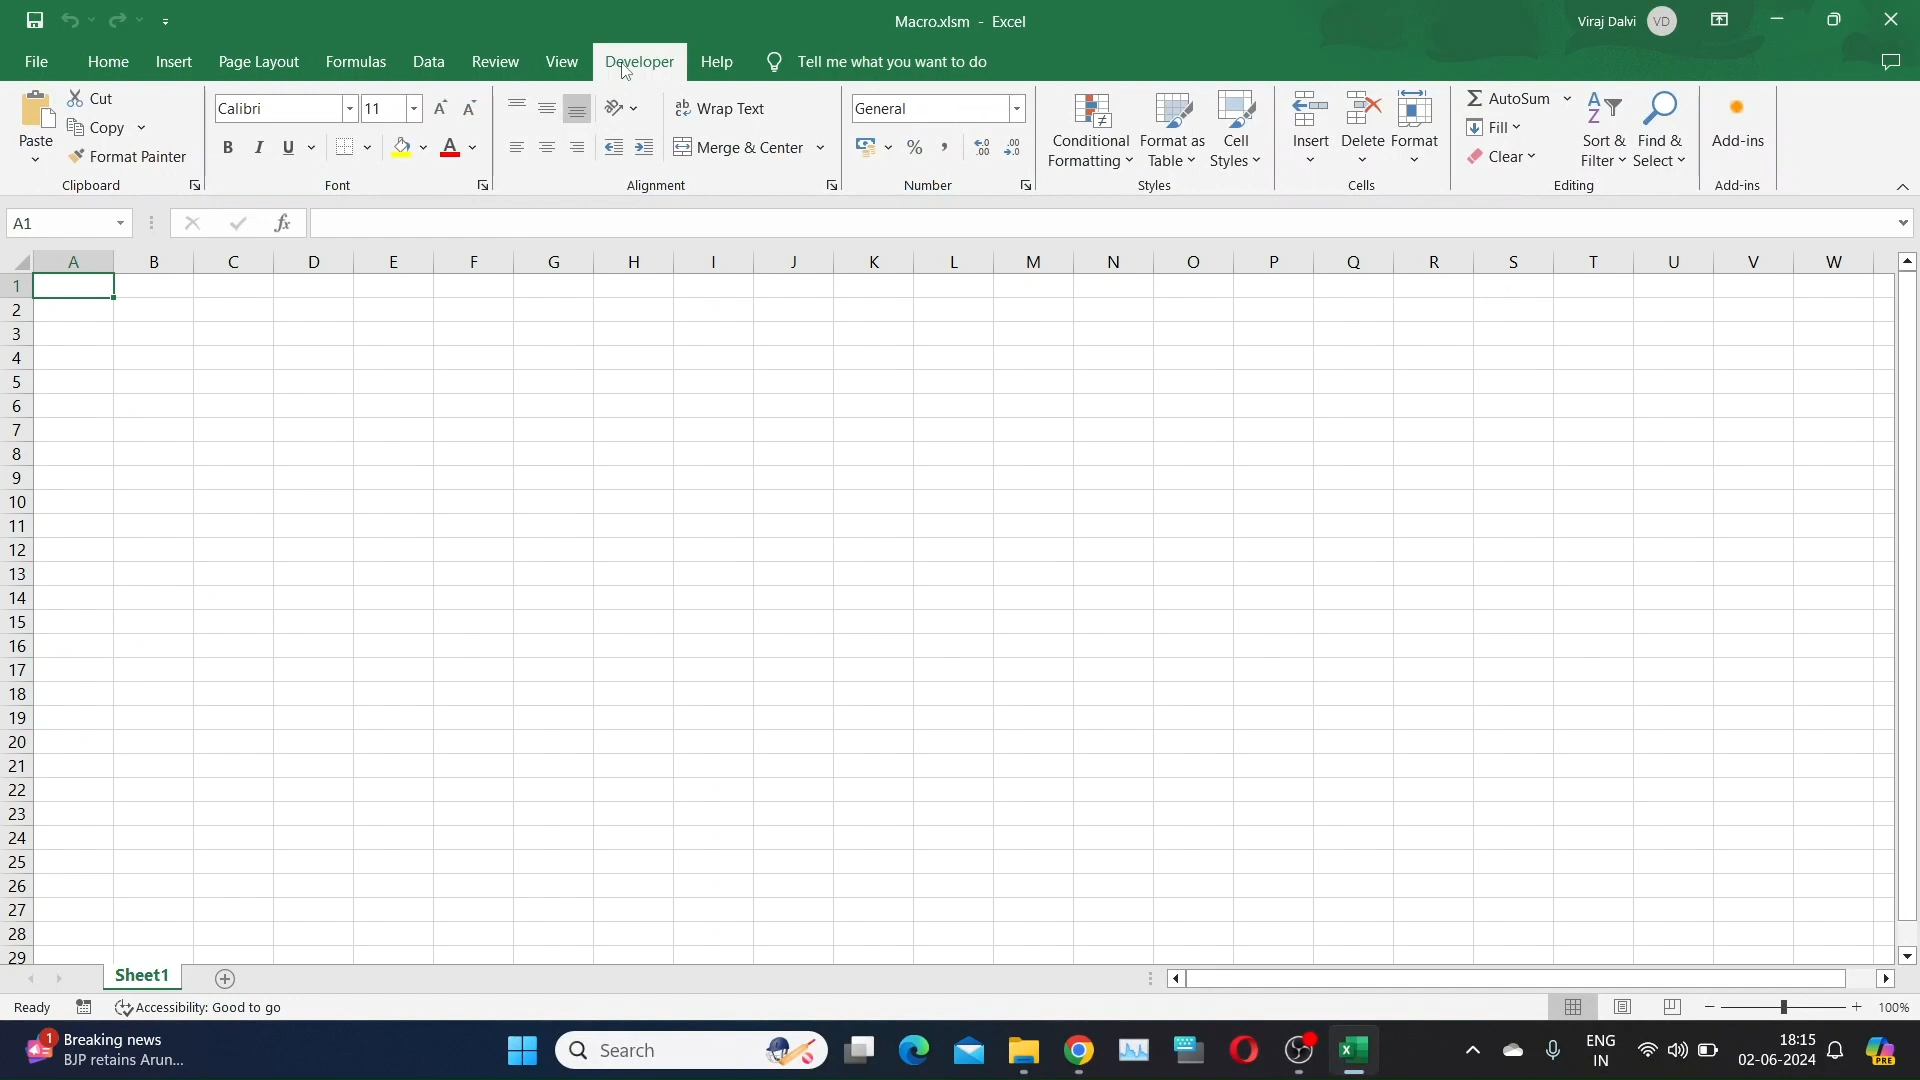 Macro.xlsm - Excel
Viraj Dalvi VD
File Home Insert Page Layout Formulas Data Review View Developer Help Tell me what you want to do
Paste
Cut
Copy
Format Painter
Clipboard
Calibri 11
B I U A
Font
ab Wrap Text
Merge & Center
Alignment
General
% ,
Number
Conditional Formatting
Format as Table
Cell Styles
Styles
Insert
Delete
Format
Cells
AutoSum
Fill
Clear
Sort & Filter
Find & Select
Editing
Add-ins
Add-ins
A1
fx
A B C D E F G H I J K L M N O P Q R S T U V W
1
2
3
4
5
6
7
8
9
10
11
12
13
14
15
16
17
18
19
20
21
22
23
24
25
26
27
28
29
Sheet1
Ready
Accessibility: Good to go
100%
1
Breaking news
BJP retains Arun...
Search
ENG
IN
18:15
02-06-2024
PRE